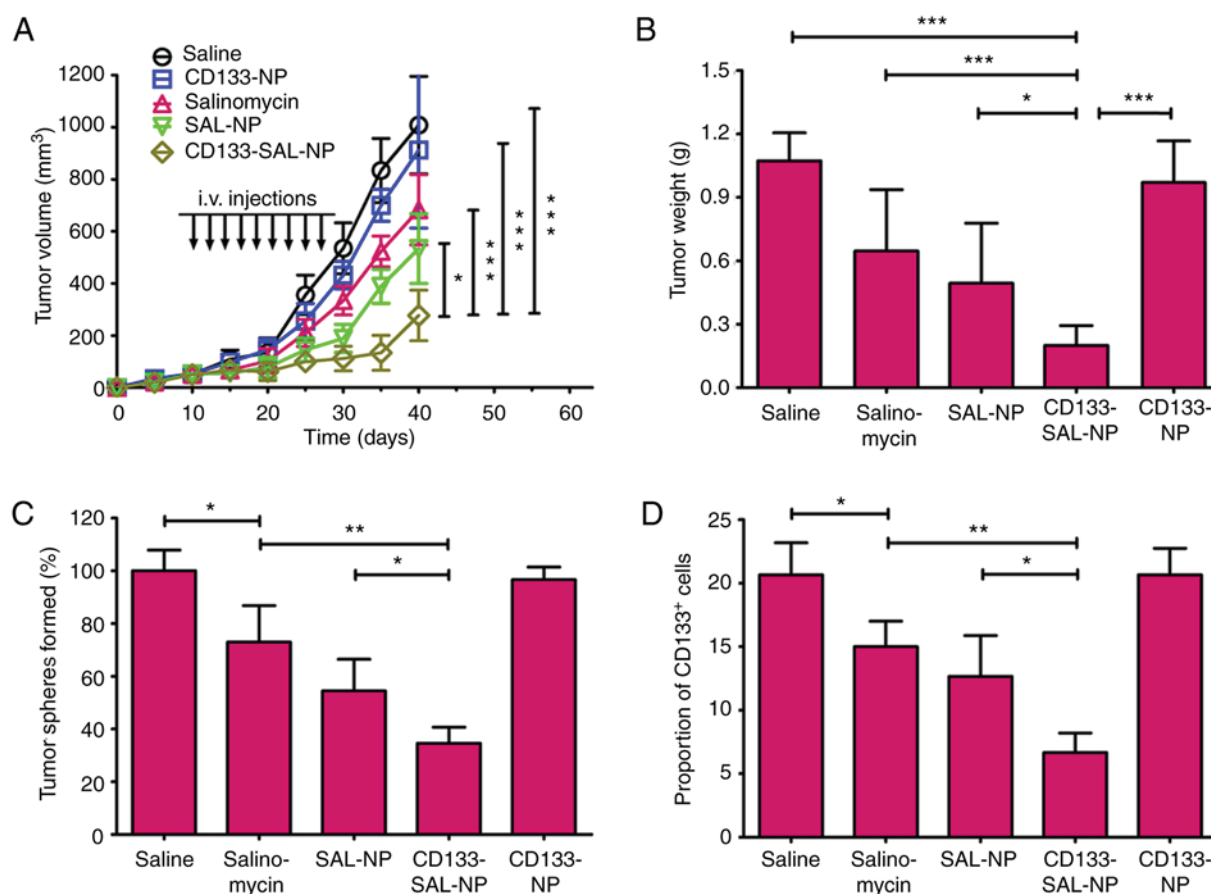 A
Saline
CD133-NP
Salinomycin
SAL-NP
CD133-SAL-NP
i.v. injections
Tumor volume (mm³)
1200
1000
800
600
400
200
0
0 10 20 30 40 50 60
Time (days)
*
***
***
***
B
***
***
* ***
Tumor weight (g)
1.5
1.2
0.9
0.6
0.3
0.0
Saline Salino- SAL-NP CD133- CD133-
mycin SAL-NP NP
C
*
**
*
Tumor spheres formed (%)
120
100
80
60
40
20
0
Saline Salino- SAL-NP CD133- CD133-
mycin SAL-NP NP
D
*
**
*
Proportion of CD133⁺ cells
25
20
15
10
5
0
Saline Salino- SAL-NP CD133- CD133-
mycin SAL-NP NP